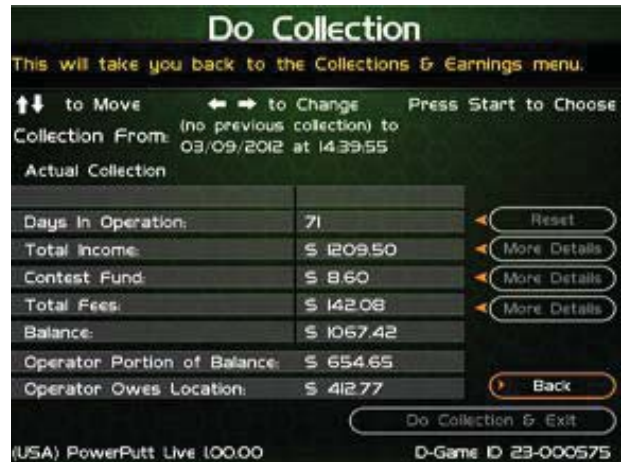 Do Collection
This will take you back to the Collections & Earnings menu.
to Move to Change Press Start to Choose
Collection From: (no previous collection) to
03/09/2012 at 14:39:55
Actual Collection
Days In Operation: 71 Reset
Total Income: $ 1209.50 More Details
Contest Fund: $ 8.60 More Details
Total Fees: $ 142.08 More Details
Balance: $ 1067.42
Operator Portion of Balance: $ 654.65
Operator Owes Location: $ 412.77 Back
Do Collection & Exit
(USA) PowerPutt Live 1.00.00 D-Game ID 23-000575